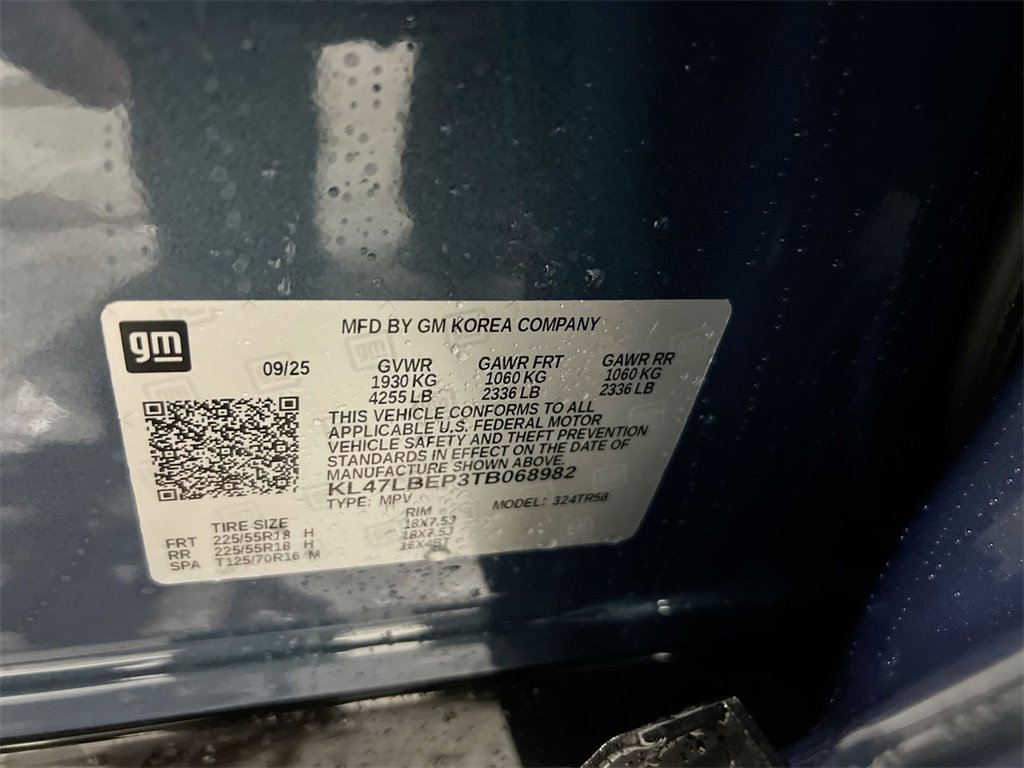 gm
MFD BY GM KOREA COMPANY
09/25
GVWR GAWR FRT GAWR RR
1930 KG 1060 KG 1060 KG
4255 LB 2336 LB 2336 LB
THIS VEHICLE CONFORMS TO ALL
APPLICABLE U.S. FEDERAL MOTOR
VEHICLE SAFETY AND THEFT PREVENTION
STANDARDS IN EFFECT ON THE DATE OF
MANUFACTURE SHOWN ABOVE.
KL47LBEP3TB068982
TYPE: MPV MODEL: 324TR58
TIRE SIZE RIM
FRT 225/55R18 H 18X7.5J
RR 225/55R18 H 18X7.5J
SPA T125/70R16 M